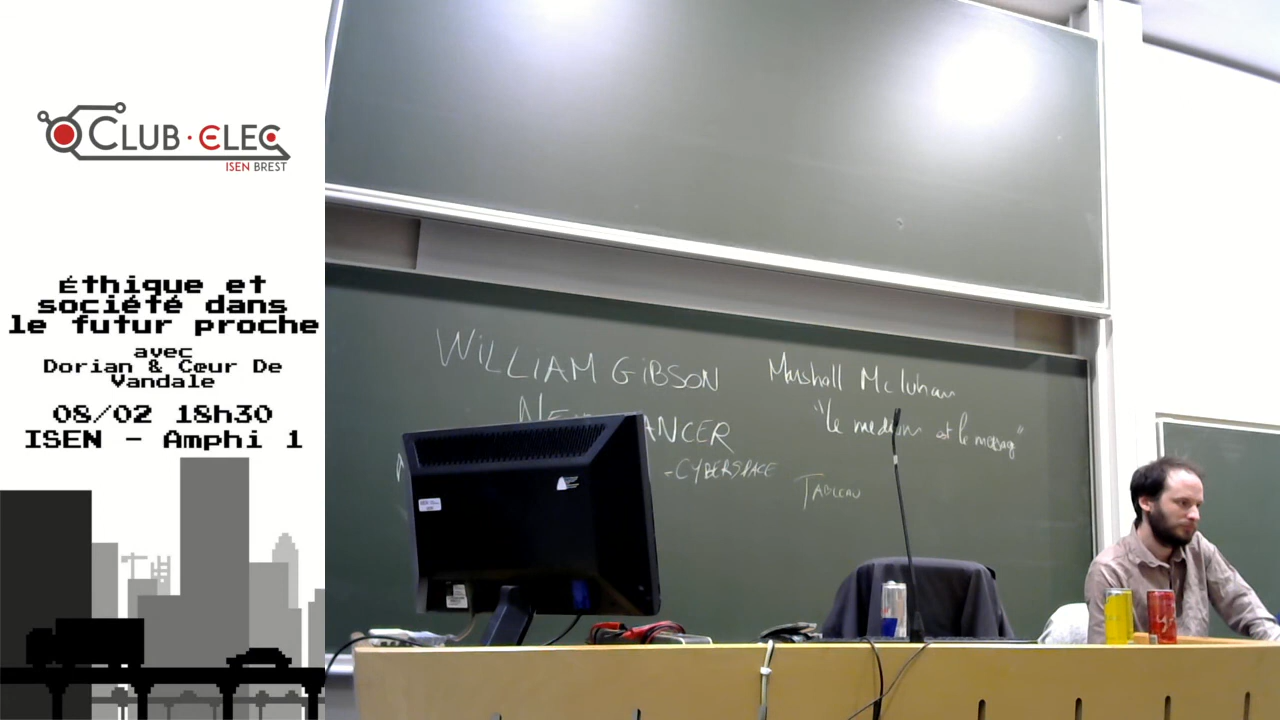 CLUB · ELEC
ISEN BREST
Éthique et
société dans
le futur proche
avec
Dorian & Cœur De
Vandale
08/02 18h30
ISEN - Amphi 1
WILLIAM GIBSON
ANCER
-CYBERSPACE
Marshall McLuhan
"le medium est le message"
TABLEAU